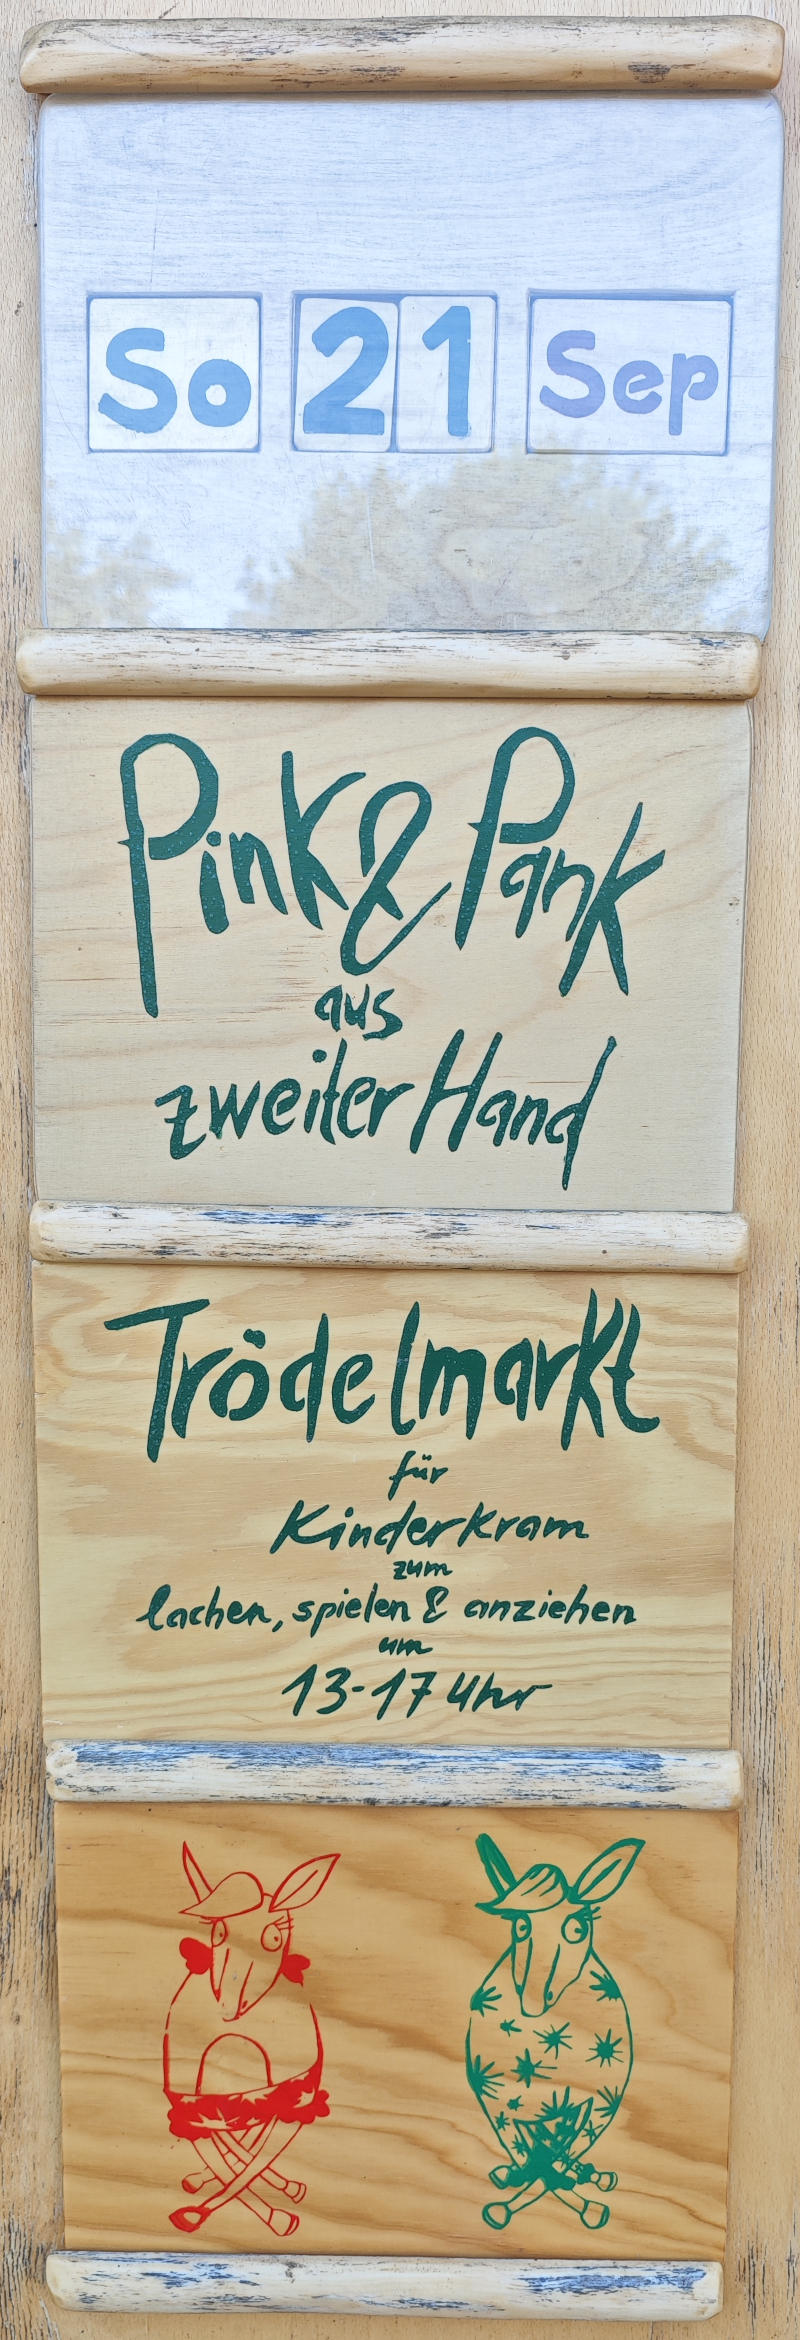 So 21 Sep
Pink & Pank
aus
zweiter Hand
Trödelmarkt
für
Kinderkram
zum
lachen, spielen & anziehen
um
13-17 Uhr